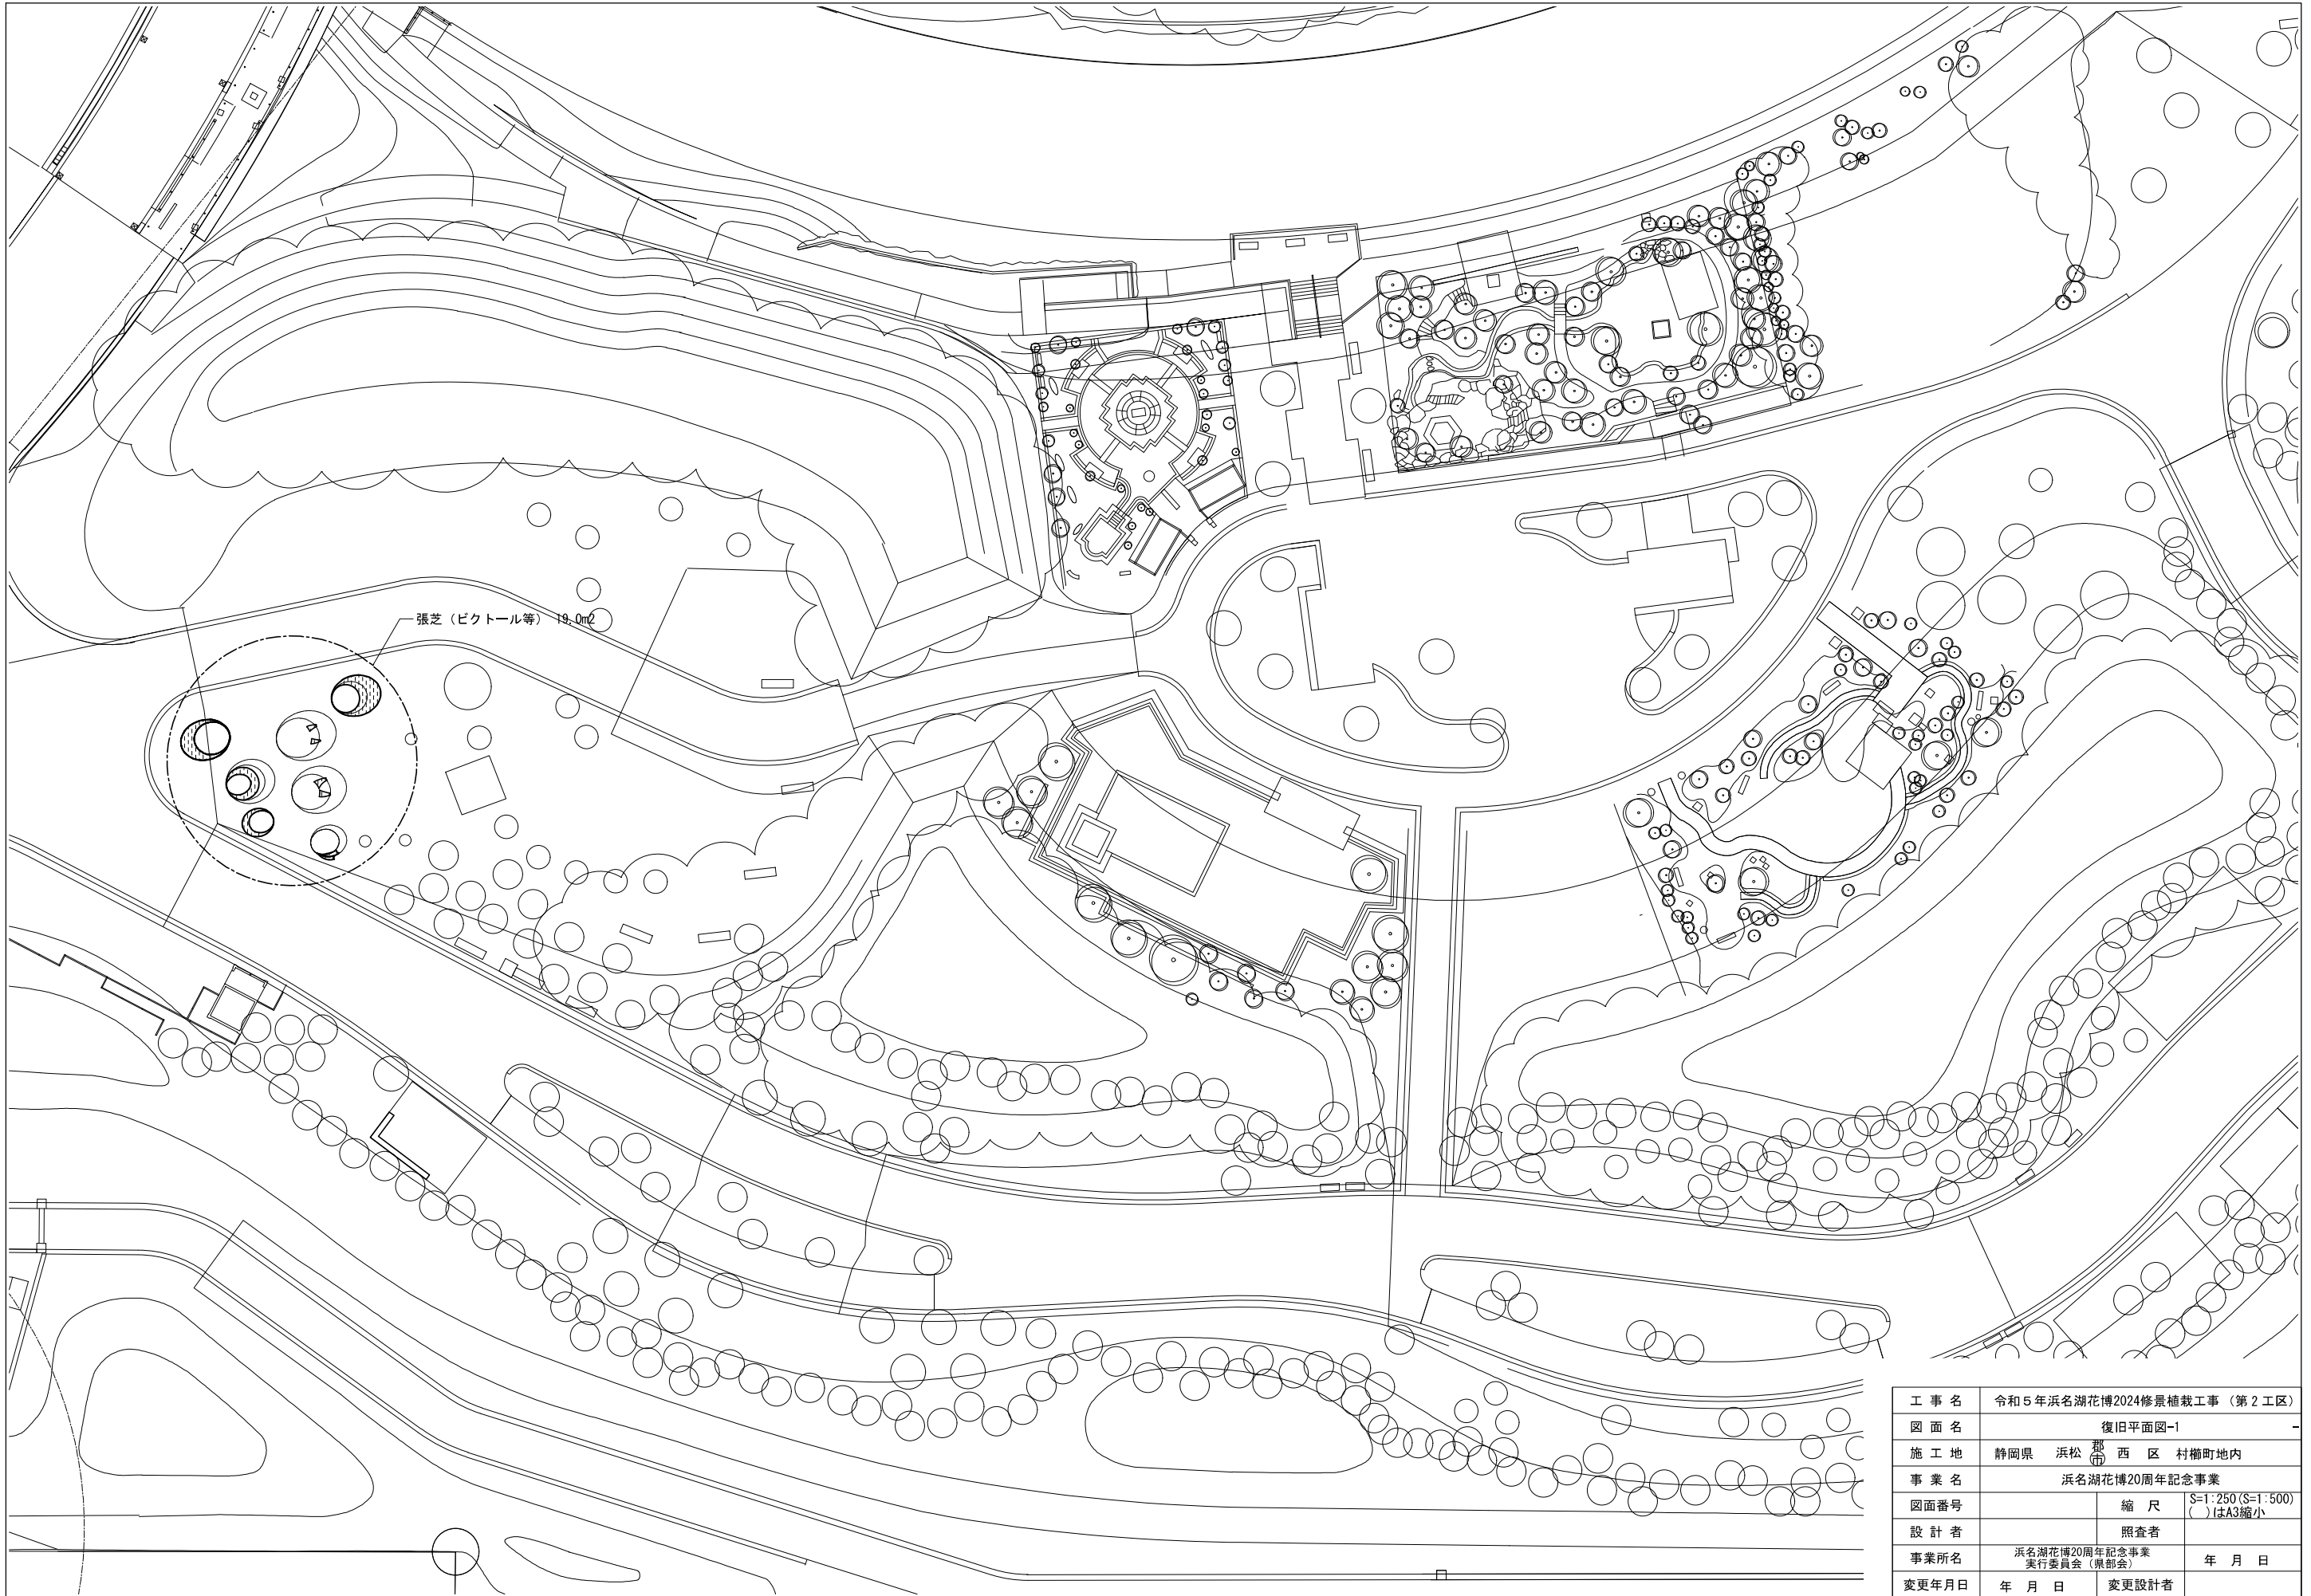 張芝（ビクトール等） 19.0m2
工事名 令和５年浜名湖花博2024修景植栽工事（第２工区）
図面名 復旧平面図-1 -
施工地 静岡県 浜松 郡市 西 区 村櫛町地内
事業名 浜名湖花博20周年記念事業
図面番号 縮尺 S=1:250(S=1:500)
( )はA3縮小
設計者 照査者
事業所名 浜名湖花博20周年記念事業
実行委員会（県部会） 年 月 日
変更年月日 年 月 日 変更設計者